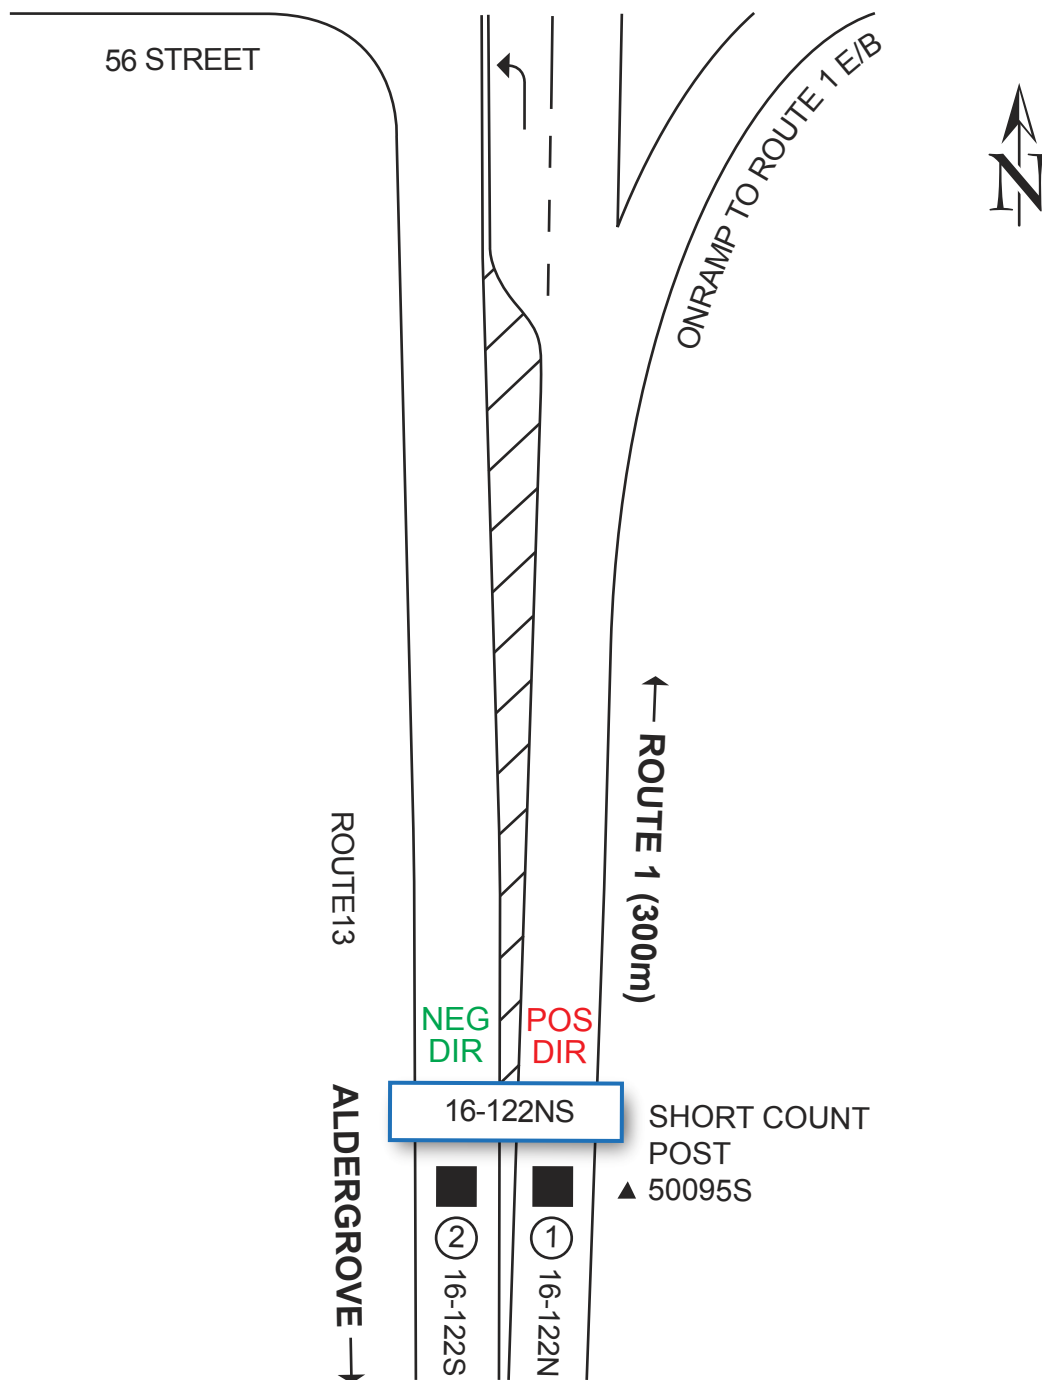 56 STREET
ONRAMP TO ROUTE 1 E/B
N
ROUTE 1 (300m)
ROUTE13
NEG
DIR
POS
DIR
16-122NS
SHORT COUNT
POST
50095S
ALDERGROVE
2
1
16-122S
16-122N